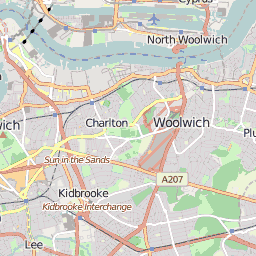 Cyprus
North Woolwich
Charlton
Woolwich
wich
Plu
Sun in the Sands
A207
Kidbrooke
Kidbrooke Interchange
Lee